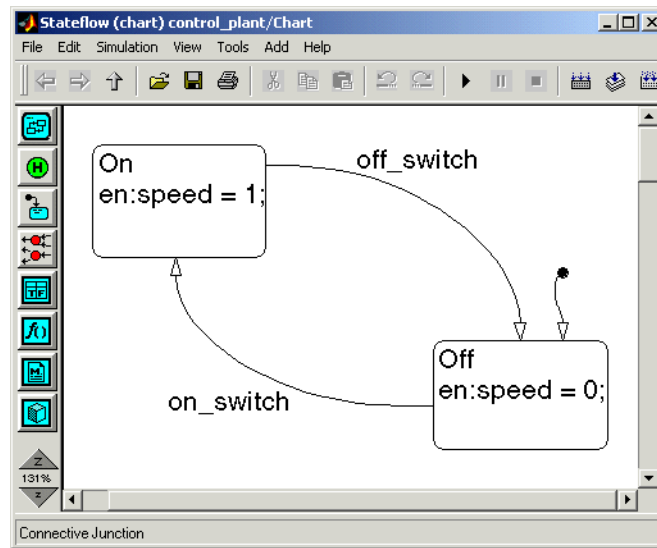 Stateflow (chart) control_plant/Chart
File Edit Simulation View Tools Add Help
On
en:speed = 1;
off_switch
Off
en:speed = 0;
on_switch
H
TF
f()
M
Z
131%
z
Connective Junction